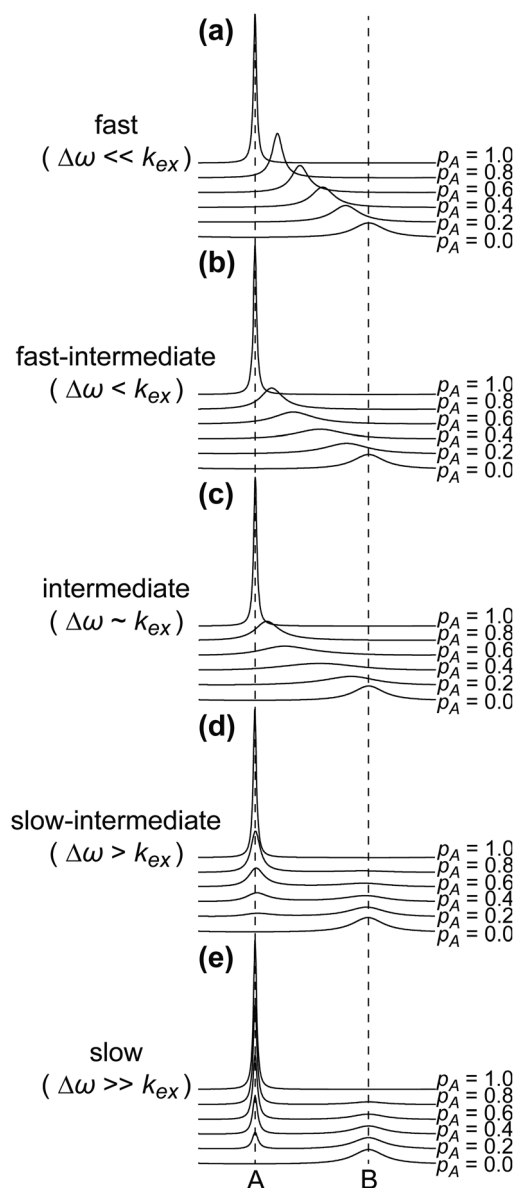 (a)
fast
( Δω << kex)
pA = 1.0
pA = 0.8
pA = 0.6
pA = 0.4
pA = 0.2
pA = 0.0
(b)
fast-intermediate
( Δω < kex)
pA = 1.0
pA = 0.8
pA = 0.6
pA = 0.4
pA = 0.2
pA = 0.0
(c)
intermediate
( Δω ~ kex)
pA = 1.0
pA = 0.8
pA = 0.6
pA = 0.4
pA = 0.2
pA = 0.0
(d)
slow-intermediate
( Δω > kex)
pA = 1.0
pA = 0.8
pA = 0.6
pA = 0.4
pA = 0.2
pA = 0.0
(e)
slow
( Δω >> kex)
pA = 1.0
pA = 0.8
pA = 0.6
pA = 0.4
pA = 0.2
pA = 0.0
A B